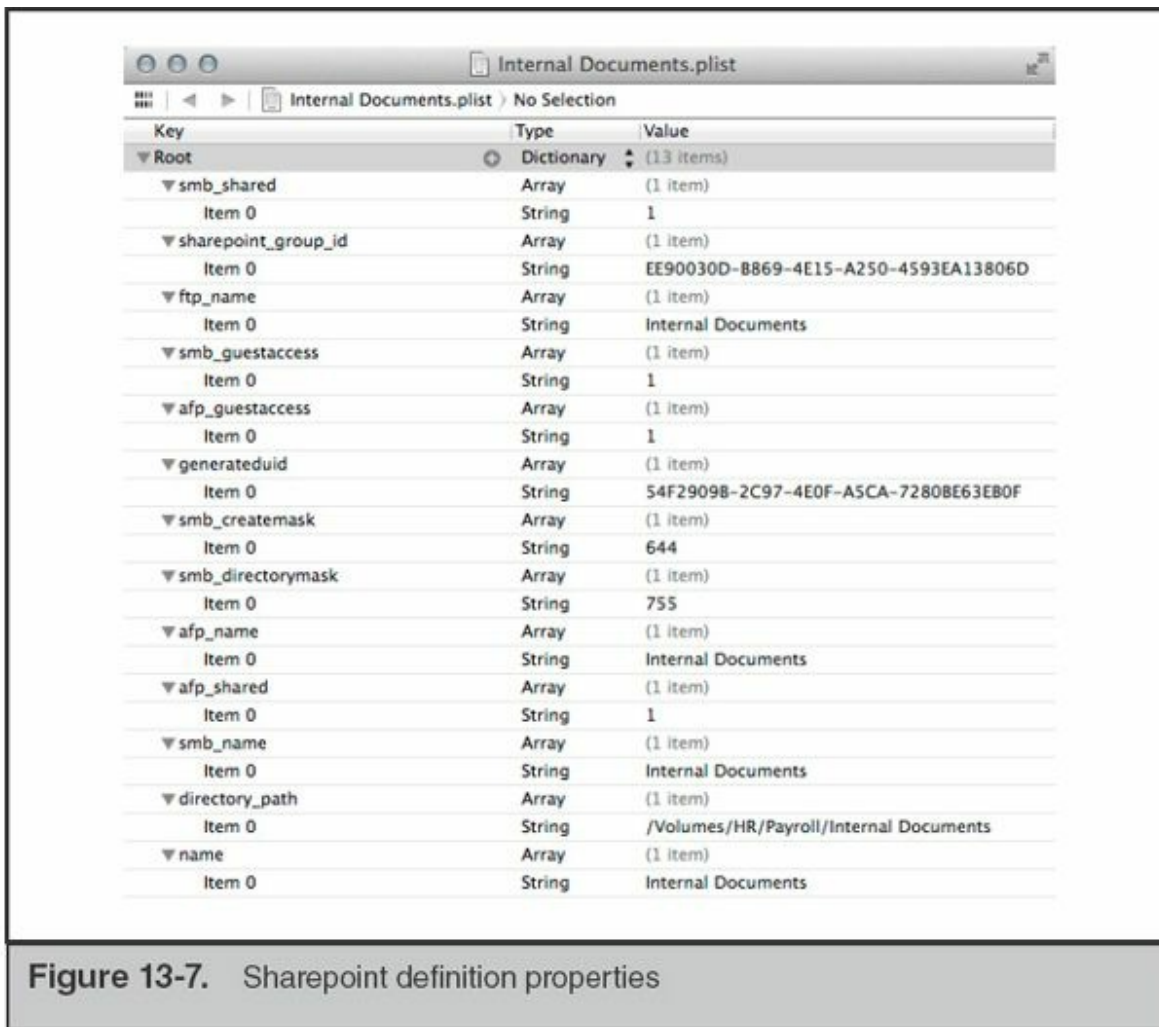 Internal Documents.plist
Internal Documents.plist No Selection
Key Type Value
Root Dictionary (13 items)
smb_shared Array (1 item)
Item 0 String 1
sharepoint_group_id Array (1 item)
Item 0 String EE90030D-B869-4E15-A250-4593EA13806D
ftp_name Array (1 item)
Item 0 String Internal Documents
smb_guestaccess Array (1 item)
Item 0 String 1
afp_guestaccess Array (1 item)
Item 0 String 1
generateduid Array (1 item)
Item 0 String 54F2909B-2C97-4E0F-A5CA-7280BE63EB0F
smb_createmask Array (1 item)
Item 0 String 644
smb_directorymask Array (1 item)
Item 0 String 755
afp_name Array (1 item)
Item 0 String Internal Documents
afp_shared Array (1 item)
Item 0 String 1
smb_name Array (1 item)
Item 0 String Internal Documents
directory_path Array (1 item)
Item 0 String /Volumes/HR/Payroll/Internal Documents
name Array (1 item)
Item 0 String Internal Documents
Figure 13-7. Sharepoint definition properties